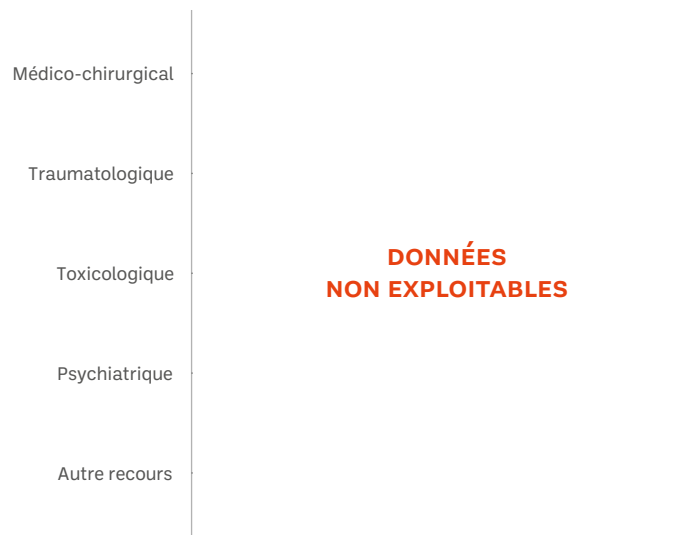 Médico-chirurgical
Traumatologique
Toxicologique
Psychiatrique
Autre recours
DONNÉES
NON EXPLOITABLES